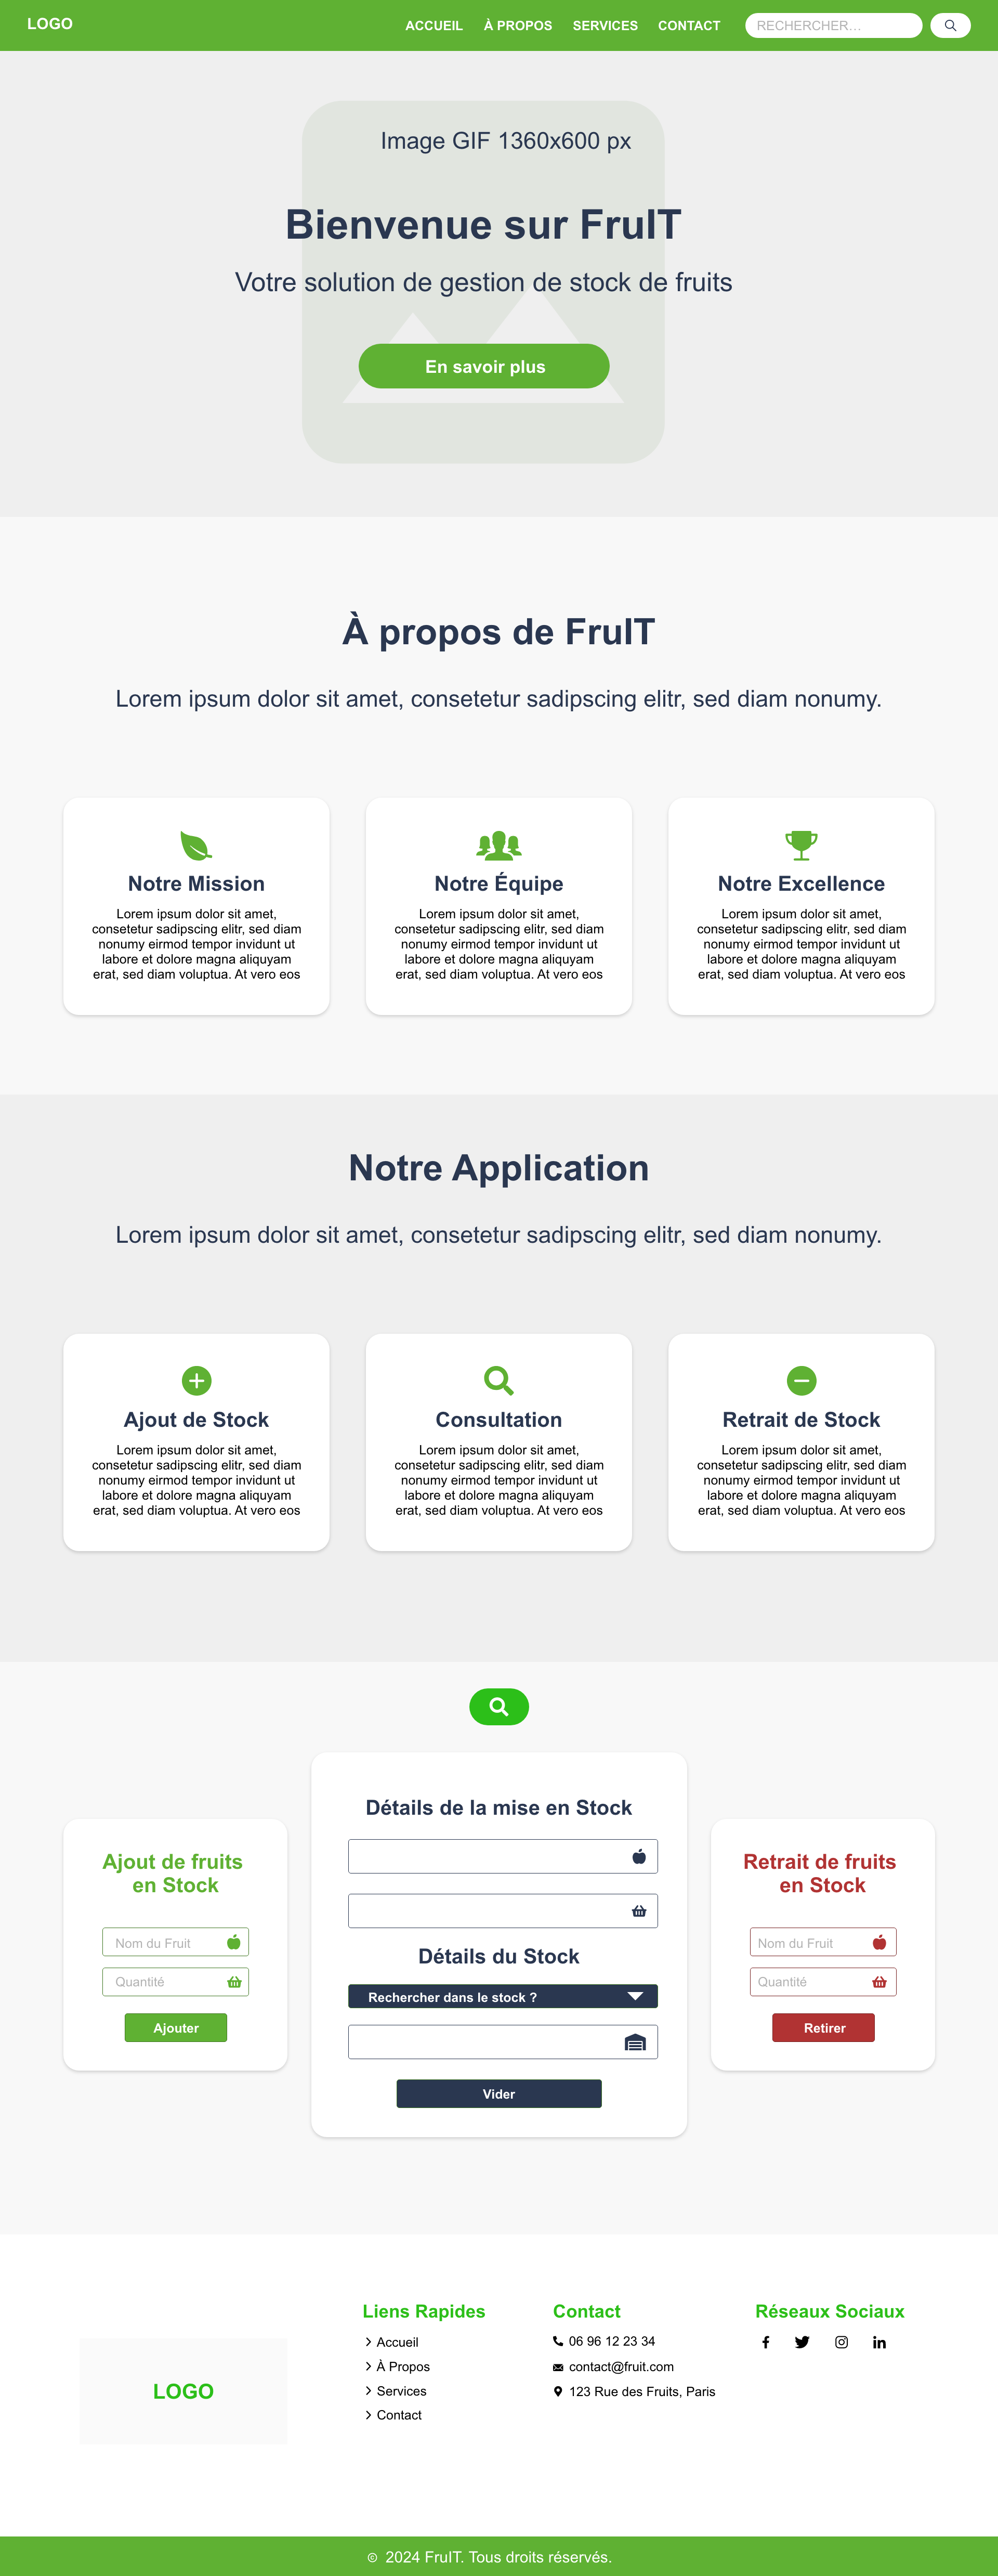 LOGO
ACCUEIL À PROPOS SERVICES CONTACT RECHERCHER...
Image GIF 1360x600 px
Bienvenue sur FruIT
Votre solution de gestion de stock de fruits
En savoir plus
À propos de FruIT
Lorem ipsum dolor sit amet, consetetur sadipscing elitr, sed diam nonumy.
Notre Mission
Lorem ipsum dolor sit amet,
consetetur sadipscing elitr, sed diam
nonumy eirmod tempor invidunt ut
labore et dolore magna aliquyam
erat, sed diam voluptua. At vero eos
Notre Équipe
Lorem ipsum dolor sit amet,
consetetur sadipscing elitr, sed diam
nonumy eirmod tempor invidunt ut
labore et dolore magna aliquyam
erat, sed diam voluptua. At vero eos
Notre Excellence
Lorem ipsum dolor sit amet,
consetetur sadipscing elitr, sed diam
nonumy eirmod tempor invidunt ut
labore et dolore magna aliquyam
erat, sed diam voluptua. At vero eos
Notre Application
Lorem ipsum dolor sit amet, consetetur sadipscing elitr, sed diam nonumy.
Ajout de Stock
Lorem ipsum dolor sit amet,
consetetur sadipscing elitr, sed diam
nonumy eirmod tempor invidunt ut
labore et dolore magna aliquyam
erat, sed diam voluptua. At vero eos
Consultation
Lorem ipsum dolor sit amet,
consetetur sadipscing elitr, sed diam
nonumy eirmod tempor invidunt ut
labore et dolore magna aliquyam
erat, sed diam voluptua. At vero eos
Retrait de Stock
Lorem ipsum dolor sit amet,
consetetur sadipscing elitr, sed diam
nonumy eirmod tempor invidunt ut
labore et dolore magna aliquyam
erat, sed diam voluptua. At vero eos
Ajout de fruits
en Stock
Nom du Fruit
Quantité
Ajouter
Détails de la mise en Stock
Détails du Stock
Rechercher dans le stock ?
Vider
Retrait de fruits
en Stock
Nom du Fruit
Quantité
Retirer
LOGO
Liens Rapides
Accueil
À Propos
Services
Contact
Contact
06 96 12 23 34
contact@fruit.com
123 Rue des Fruits, Paris
Réseaux Sociaux
© 2024 FruIT. Tous droits réservés.